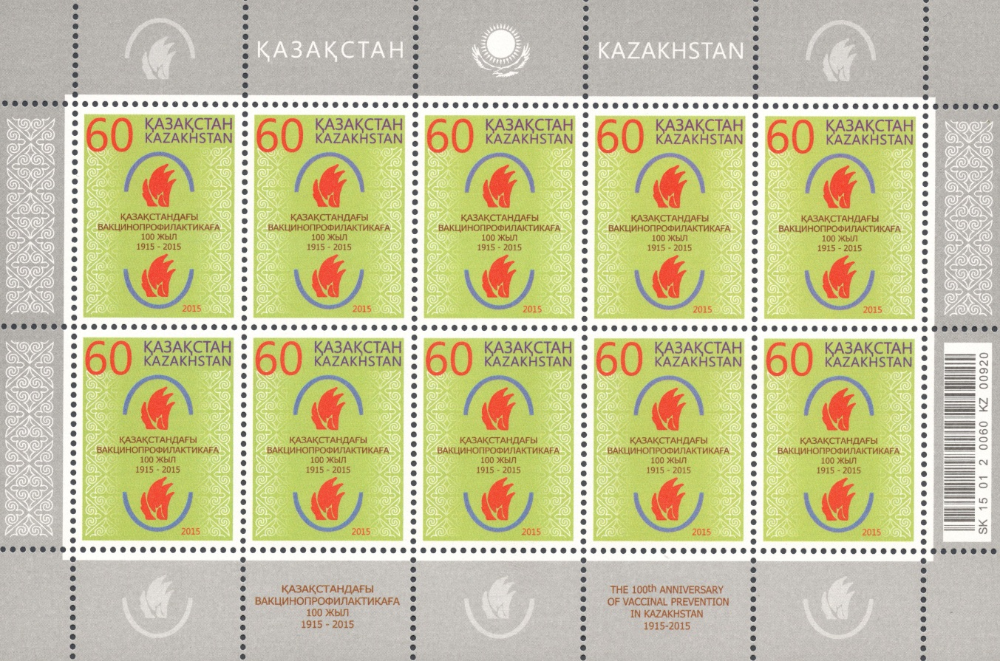 ҚАЗАҚСТАН
KAZAKHSTAN
60 ҚАЗАҚСТАН
KAZAKHSTAN
ҚАЗАҚСТАНДАҒЫ
ВАКЦИНОПРОФИЛАКТИКАҒА
100 ЖЫЛ
1915 - 2015
2015
60 ҚАЗАҚСТАН
KAZAKHSTAN
ҚАЗАҚСТАНДАҒЫ
ВАКЦИНОПРОФИЛАКТИКАҒА
100 ЖЫЛ
1915 - 2015
2015
60 ҚАЗАҚСТАН
KAZAKHSTAN
ҚАЗАҚСТАНДАҒЫ
ВАКЦИНОПРОФИЛАКТИКАҒА
100 ЖЫЛ
1915 - 2015
2015
60 ҚАЗАҚСТАН
KAZAKHSTAN
ҚАЗАҚСТАНДАҒЫ
ВАКЦИНОПРОФИЛАКТИКАҒА
100 ЖЫЛ
1915 - 2015
2015
60 ҚАЗАҚСТАН
KAZAKHSTAN
ҚАЗАҚСТАНДАҒЫ
ВАКЦИНОПРОФИЛАКТИКАҒА
100 ЖЫЛ
1915 - 2015
2015
60 ҚАЗАҚСТАН
KAZAKHSTAN
ҚАЗАҚСТАНДАҒЫ
ВАКЦИНОПРОФИЛАКТИКАҒА
100 ЖЫЛ
1915 - 2015
2015
60 ҚАЗАҚСТАН
KAZAKHSTAN
ҚАЗАҚСТАНДАҒЫ
ВАКЦИНОПРОФИЛАКТИКАҒА
100 ЖЫЛ
1915 - 2015
2015
60 ҚАЗАҚСТАН
KAZAKHSTAN
ҚАЗАҚСТАНДАҒЫ
ВАКЦИНОПРОФИЛАКТИКАҒА
100 ЖЫЛ
1915 - 2015
2015
60 ҚАЗАҚСТАН
KAZAKHSTAN
ҚАЗАҚСТАНДАҒЫ
ВАКЦИНОПРОФИЛАКТИКАҒА
100 ЖЫЛ
1915 - 2015
2015
60 ҚАЗАҚСТАН
KAZAKHSTAN
ҚАЗАҚСТАНДАҒЫ
ВАКЦИНОПРОФИЛАКТИКАҒА
100 ЖЫЛ
1915 - 2015
2015
SK 15 01 2 0060 KZ 00920
ҚАЗАҚСТАНДАҒЫ
ВАКЦИНОПРОФИЛАКТИКАҒА
100 ЖЫЛ
1915 - 2015
THE 100th ANNIVERSARY
OF VACCINAL PREVENTION
IN KAZAKHSTAN
1915-2015